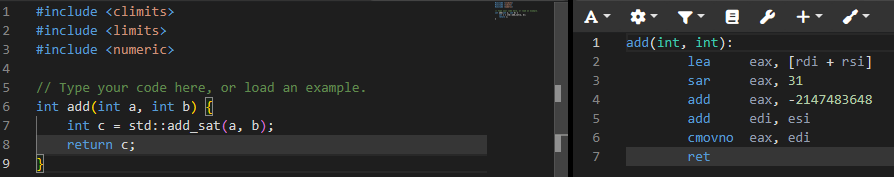 1 #include <climits>
2 #include <limits>
3 #include <numeric>
4
5 // Type your code here, or load an example.
6 int add(int a, int b) {
7     int c = std::add_sat(a, b);
8     return c;
9 }
A
1 add(int, int):
2         lea     eax, [rdi + rsi]
3         sar     eax, 31
4         add     eax, -2147483648
5         add     edi, esi
6         cmovno  eax, edi
7         ret